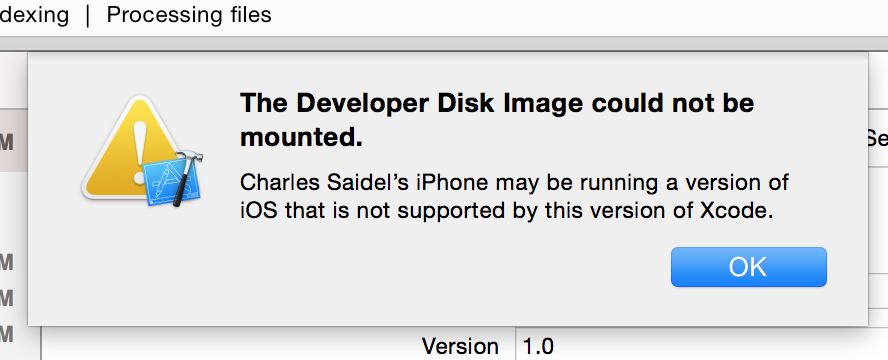 dexing | Processing files
The Developer Disk Image could not be
mounted.
M
Se
Charles Saidel’s iPhone may be running a version of
iOS that is not supported by this version of Xcode.
M
OK
M
M
Version 1.0